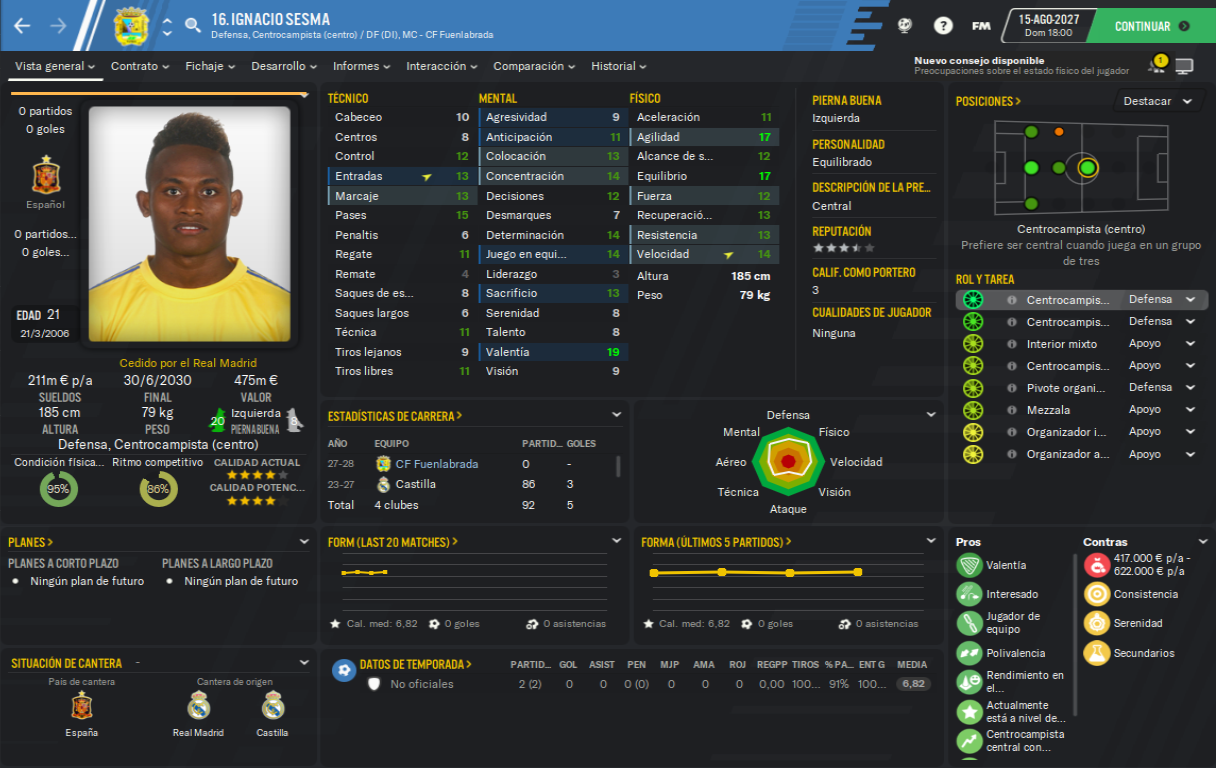 16. IGNACIO SESMA
Defensa, Centrocampista (centro) / DF (DI), MC - CF Fuenlabrada
?
FM
15-AGO-2027
Dom 18:00
CONTINUAR
Vista general
Contrato
Fichaje
Desarrollo
Informes
Interacción
Comparación
Historial
Nuevo consejo disponible
Preocupaciones sobre el estado físico del jugador
1
0 partidos
0 goles
Español
0 partidos...
0 goles...
EDAD 21
21/3/2006
Cedido por el Real Madrid
211m € p/a
SUELDOS
30/6/2030
FINAL
475m €
VALOR
185 cm
ALTURA
79 kg
PESO
20
Izquierda
PIERNA BUENA
8
Defensa, Centrocampista (centro)
Condición física...
95%
Ritmo competitivo
86%
CALIDAD ACTUAL
CALIDAD POTENC...
TÉCNICO
Cabeceo 10
Centros 8
Control 12
Entradas 13
Marcaje 13
Pases 15
Penaltis 6
Regate 11
Remate 4
Saques de es... 8
Saques largos 6
Técnica 11
Tiros lejanos 9
Tiros libres 11
MENTAL
Agresividad 9
Anticipación 11
Colocación 13
Concentración 14
Decisiones 12
Desmarques 7
Determinación 14
Juego en equi... 14
Liderazgo 3
Sacrificio 13
Serenidad 8
Talento 8
Valentía 19
Visión 9
FÍSICO
Aceleración 11
Agilidad 17
Alcance de s... 12
Equilibrio 17
Fuerza 12
Recuperació... 13
Resistencia 13
Velocidad 14
Altura 185 cm
Peso 79 kg
PIERNA BUENA
Izquierda
PERSONALIDAD
Equilibrado
DESCRIPCIÓN DE LA PRE...
Central
REPUTACIÓN
CALIF. COMO PORTERO
3
CUALIDADES DE JUGADOR
Ninguna
POSICIONES >
Destacar
Centrocampista (centro)
Prefiere ser central cuando juega en un grupo
de tres
ROL Y TAREA
Centrocampis... Defensa
Centrocampis... Defensa
Interior mixto Apoyo
Centrocampis... Apoyo
Pivote organi... Defensa
Mezzala Apoyo
Organizador i... Apoyo
Organizador a... Apoyo
ESTADÍSTICAS DE CARRERA >
AÑO EQUIPO PARTID... GOLES
27-28 CF Fuenlabrada 0 -
23-27 Castilla 86 3
Total 4 clubes 92 5
Defensa
Físico
Velocidad
Visión
Ataque
Técnica
Aéreo
Mental
PLANES >
PLANES A CORTO PLAZO
Ningún plan de futuro
PLANES A LARGO PLAZO
Ningún plan de futuro
FORM (LAST 20 MATCHES) >
Cal. med: 6,82 0 goles 0 asistencias
FORMA (ÚLTIMOS 5 PARTIDOS) >
Cal. med: 6,82 0 goles 0 asistencias
Pros
Valentía
Interesado
Jugador de
equipo
Polivalencia
Rendimiento en
el...
Actualmente
está a nivel de...
Centrocampista
central con...
Contras
417.000 € p/a -
622.000 € p/a
Consistencia
Serenidad
Secundarios
SITUACIÓN DE CANTERA -
País de cantera
España
Cantera de origen
Real Madrid
Castilla
DATOS DE TEMPORADA > PARTID... GOL ASIST PEN MJP AMA ROJ REGPP TIROS % PA... ENT G MEDIA
No oficiales 2 (2) 0 0 0 (0) 0 0 0 0,00 100... 91% 100... 6,82